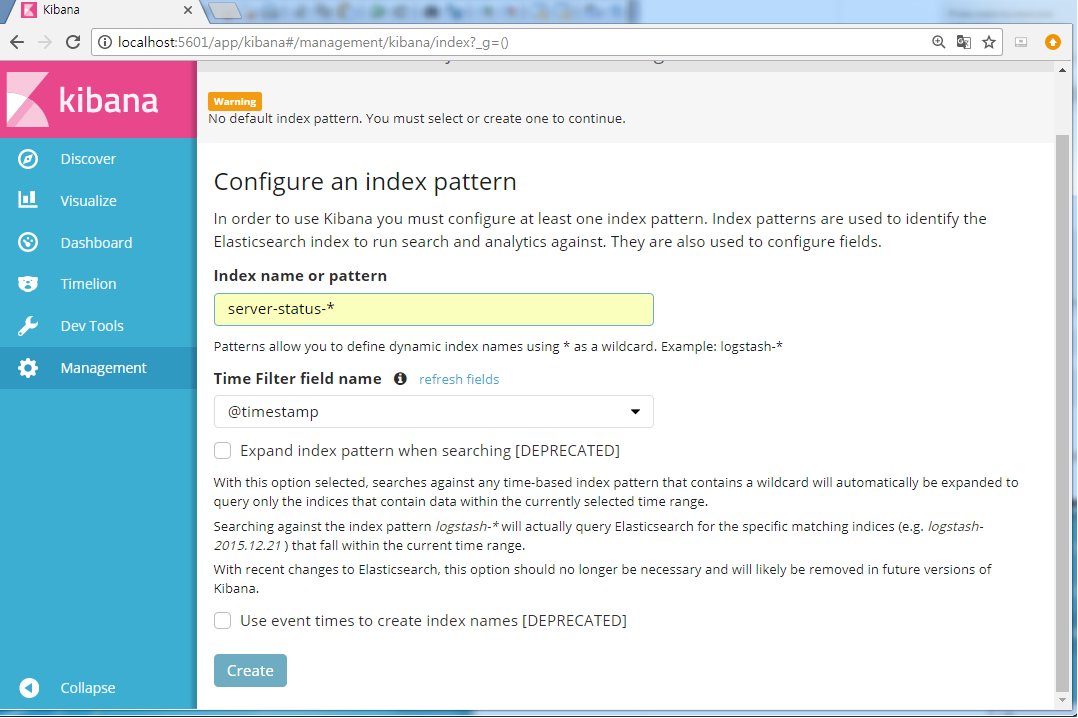 Kibana
localhost:5601/app/kibana#/management/kibana/index?_g=()
kibana
Discover
Visualize
Dashboard
Timelion
Dev Tools
Management
Collapse
Warning
No default index pattern. You must select or create one to continue.
Configure an index pattern
In order to use Kibana you must configure at least one index pattern. Index patterns are used to identify the
Elasticsearch index to run search and analytics against. They are also used to configure fields.
Index name or pattern
server-status-*
Patterns allow you to define dynamic index names using * as a wildcard. Example: logstash-*
Time Filter field name refresh fields
@timestamp
Expand index pattern when searching [DEPRECATED]
With this option selected, searches against any time-based index pattern that contains a wildcard will automatically be expanded to
query only the indices that contain data within the currently selected time range.
Searching against the index pattern logstash-* will actually query Elasticsearch for the specific matching indices (e.g. logstash-
2015.12.21 ) that fall within the current time range.
With recent changes to Elasticsearch, this option should no longer be necessary and will likely be removed in future versions of
Kibana.
Use event times to create index names [DEPRECATED]
Create